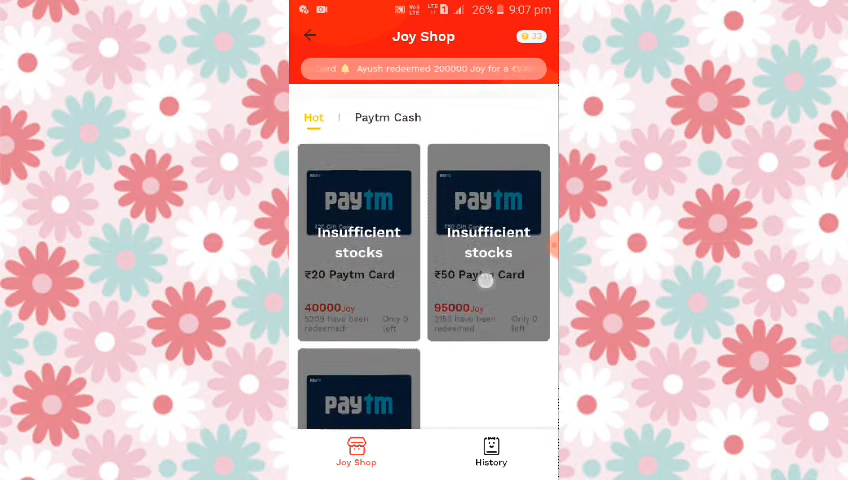 26% 9:07 pm
Joy Shop
33
Ayush redeemed 200000 Joy for a
Hot
Paytm Cash
paytm
paytm
Insufficient
stocks
Insufficient
stocks
₹20 Paytm Card
₹50 Paytm Card
40000Joy
95000Joy
have been
redeemed
Only 0
left
have been
redeemed
Only 0
left
paytm
Joy Shop
History